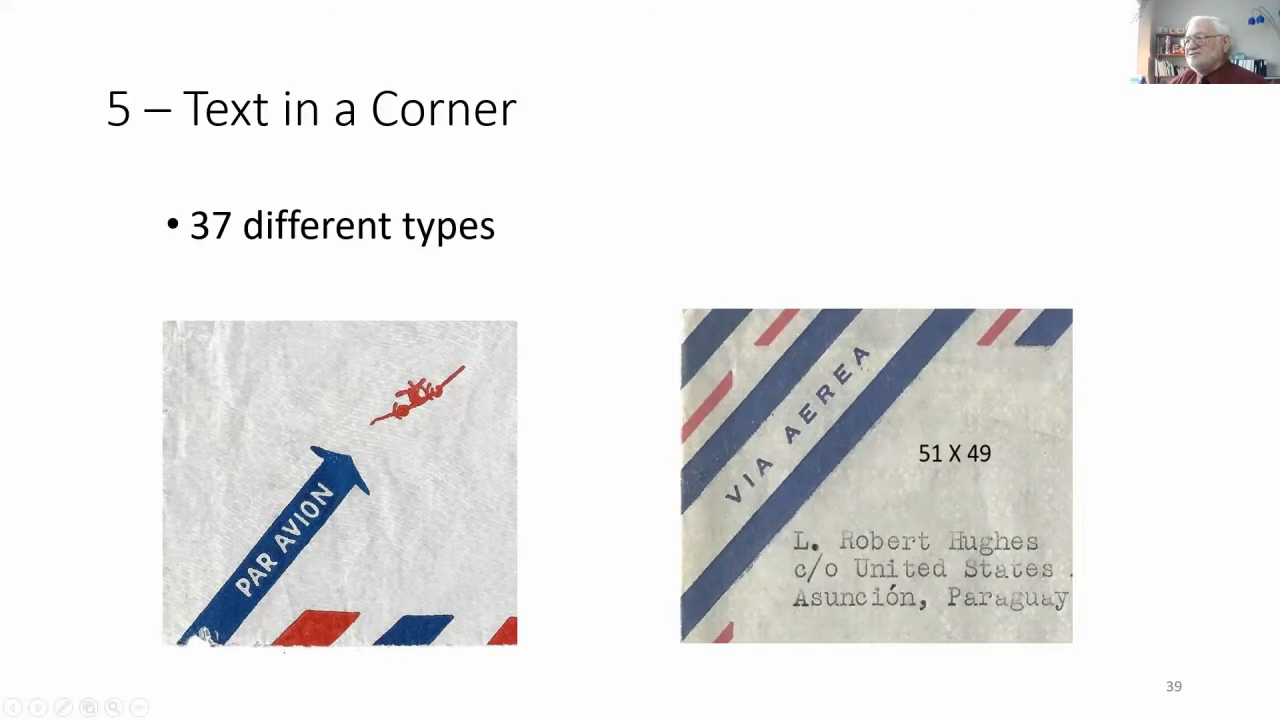 5 – Text in a Corner
• 37 different types
PAR AVION
VIA AEREA
51 X 49
L. Robert Hughes
c/o United States
Asunción, Paraguay
39